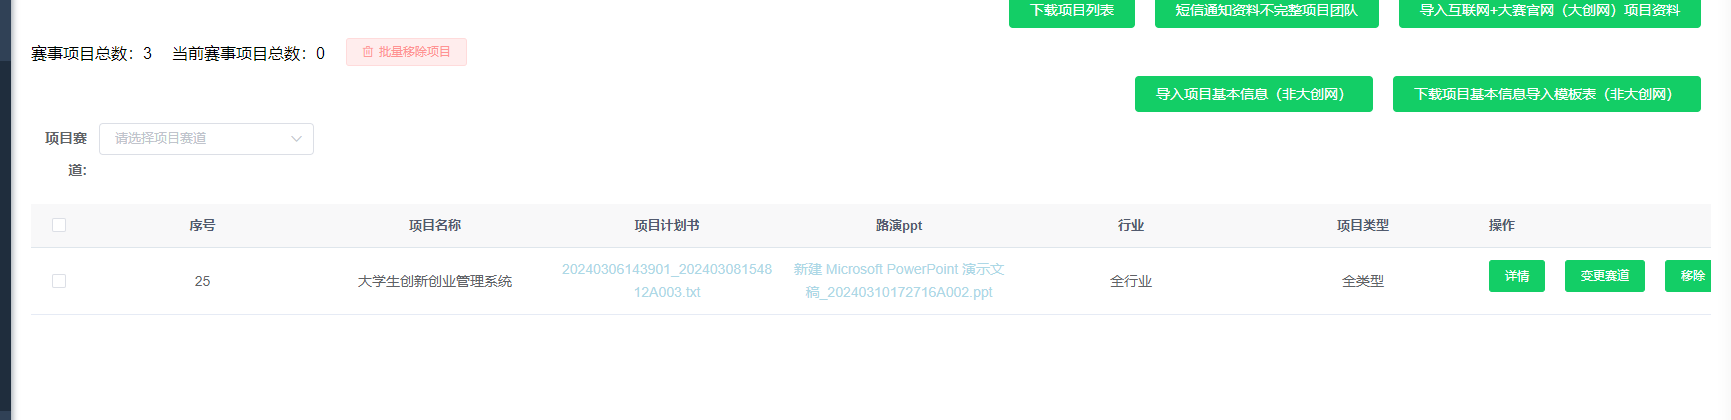 下载项目列表 短信通知资料不完整项目团队 导入互联网+大赛官网（大创网）项目资料
赛事项目总数：3 当前赛事项目总数：0 批量移除项目
导入项目基本信息（非大创网） 下载项目基本信息导入模板表（非大创网）
项目赛 请选择项目赛道
道：
序号 项目名称 项目计划书 路演ppt 行业 项目类型 操作
25 大学生创新创业管理系统 20240306143901_202403081548 新建 Microsoft PowerPoint 演示文 全行业 全类型 详情 变更赛道 移除
12A003.txt 稿_20240310172716A002.ppt